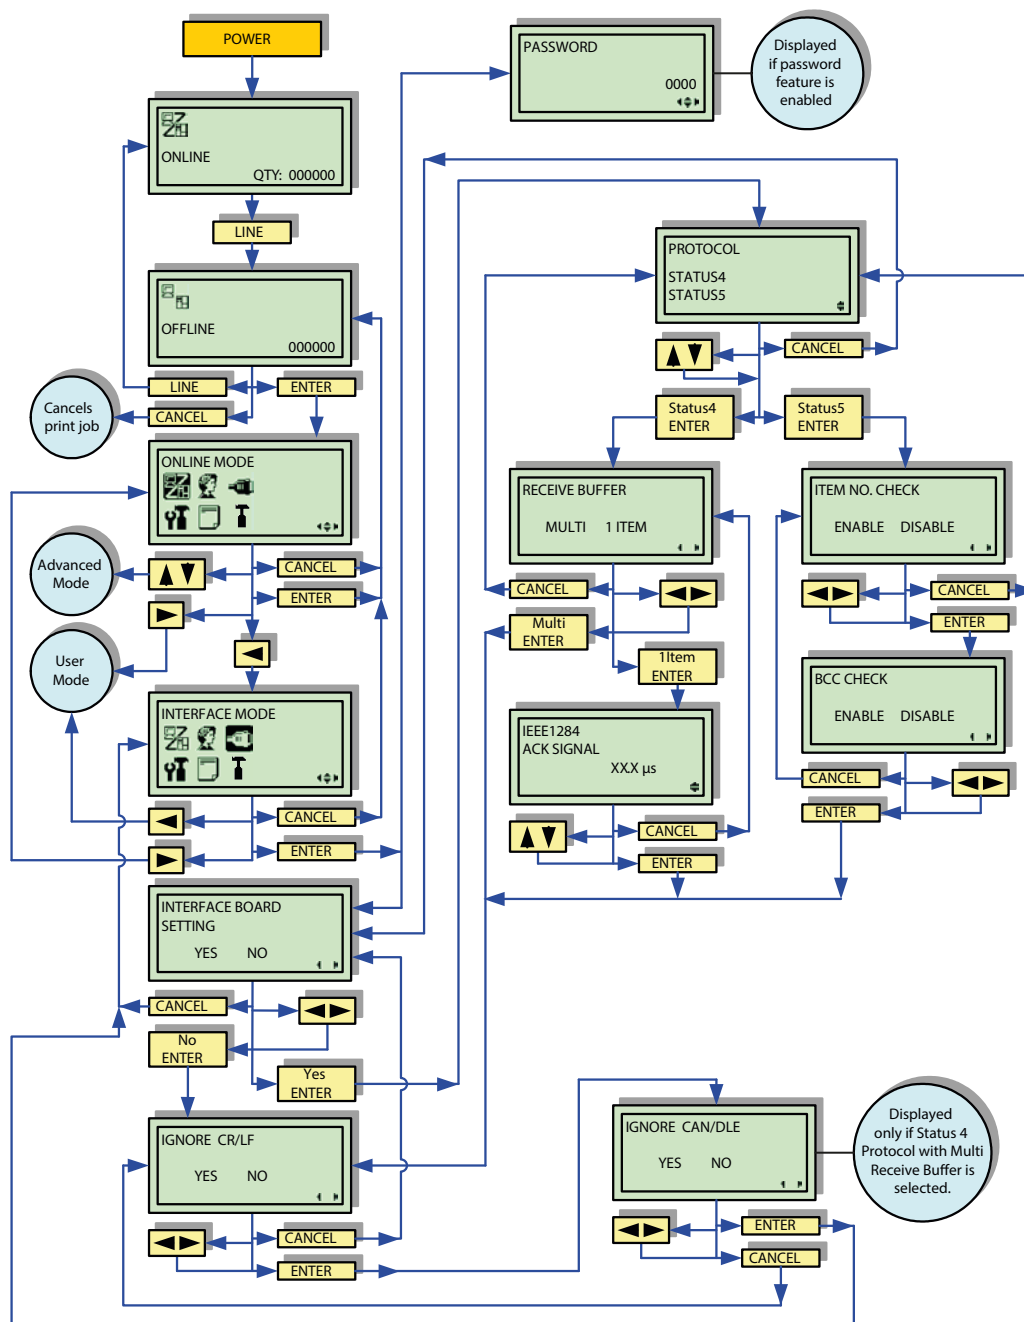 POWER
PASSWORD
0000
Displayed
if password
feature is
enabled
ONLINE
QTY: 000000
LINE
OFFLINE
000000
LINE
ENTER
CANCEL
Cancels
print job
ONLINE MODE
Advanced
Mode
CANCEL
ENTER
User
Mode
INTERFACE MODE
CANCEL
ENTER
INTERFACE BOARD
SETTING
YES NO
CANCEL
No
ENTER
Yes
ENTER
IGNORE CR/LF
YES NO
CANCEL
ENTER
PROTOCOL
STATUS4
STATUS5
CANCEL
Status4
ENTER
Status5
ENTER
RECEIVE BUFFER
MULTI 1 ITEM
CANCEL
Multi
ENTER
1Item
ENTER
IEEE1284
ACK SIGNAL
XX.X µs
CANCEL
ENTER
ITEM NO. CHECK
ENABLE DISABLE
CANCEL
ENTER
BCC CHECK
ENABLE DISABLE
CANCEL
ENTER
IGNORE CAN/DLE
YES NO
ENTER
CANCEL
Displayed
only if Status 4
Protocol with Multi
Receive Buffer is
selected.